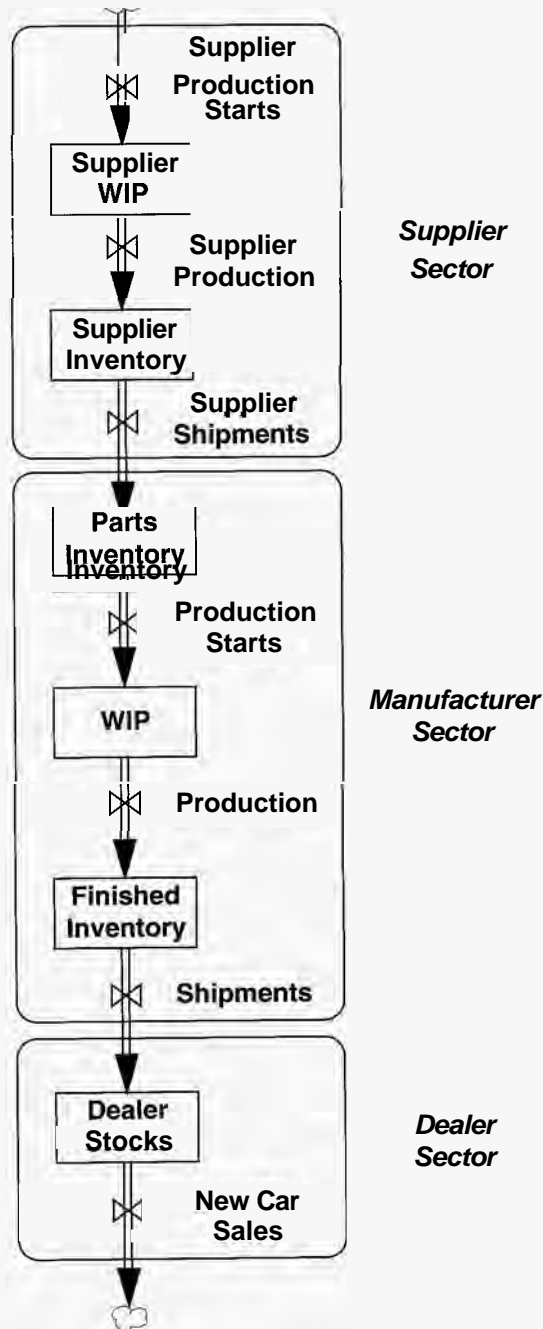 Supplier
Production
Starts
Supplier
WIP
Supplier
Production
Supplier
Sector
Supplier
Inventory
Supplier
Shipments
Parts
Inventory
Inventory
Production
Starts
WIP
Manufacturer
Sector
Production
Finished
Inventory
Shipments
Dealer
Stocks
Dealer
Sector
New Car
Sales